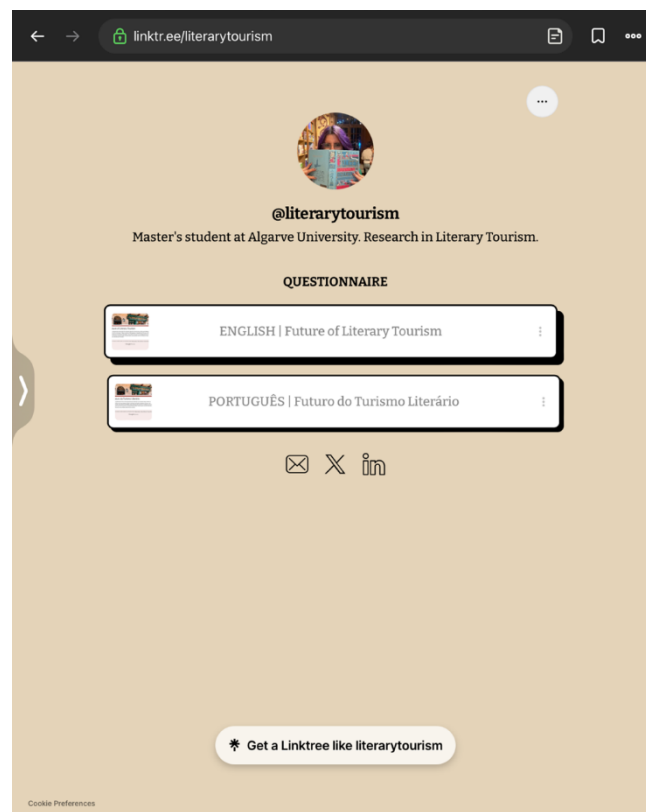 linktr.ee/literarytourism
@literarytourism
Master's student at Algarve University. Research in Literary Tourism.
QUESTIONNAIRE
ENGLISH | Future of Literary Tourism
PORTUGUÊS | Futuro do Turismo Literário
Get a Linktree like literarytourism
Cookie Preferences